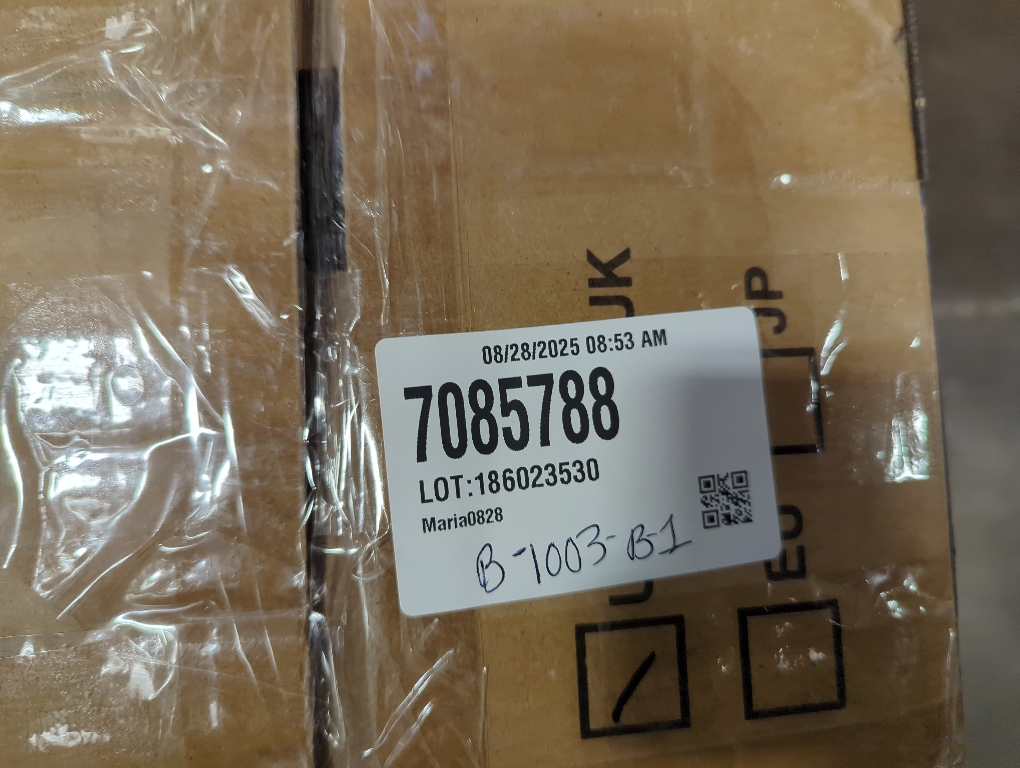 08/28/2025 08:53 AM
7085788
LOT:186023530
Maria0828
B-1003-B-1
UK
JP
EU